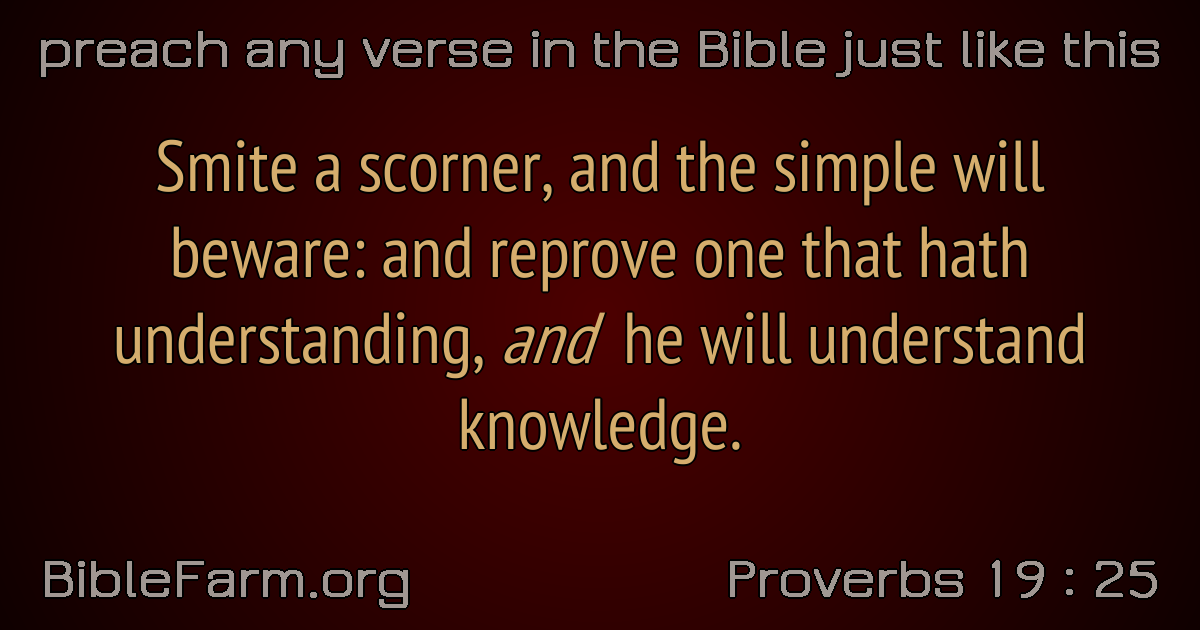 preach any verse in the Bible just like this
Smite a scorner, and the simple will
beware: and reprove one that hath
understanding, and he will understand
knowledge.
BibleFarm.org
Proverbs 19 : 25